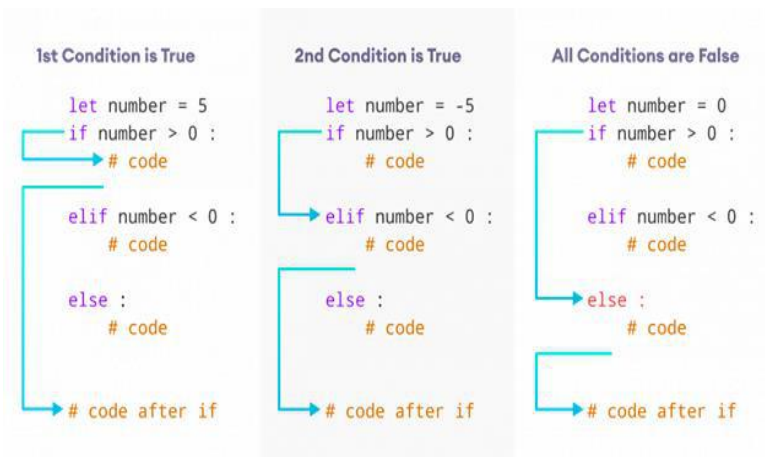 1st Condition is True
let number = 5
if number > 0 :
# code
elif number < 0 :
# code
else :
# code
# code after if
2nd Condition is True
let number = -5
if number > 0 :
# code
elif number < 0 :
# code
else :
# code
# code after if
All Conditions are False
let number = 0
if number > 0 :
# code
elif number < 0 :
# code
else :
# code
# code after if